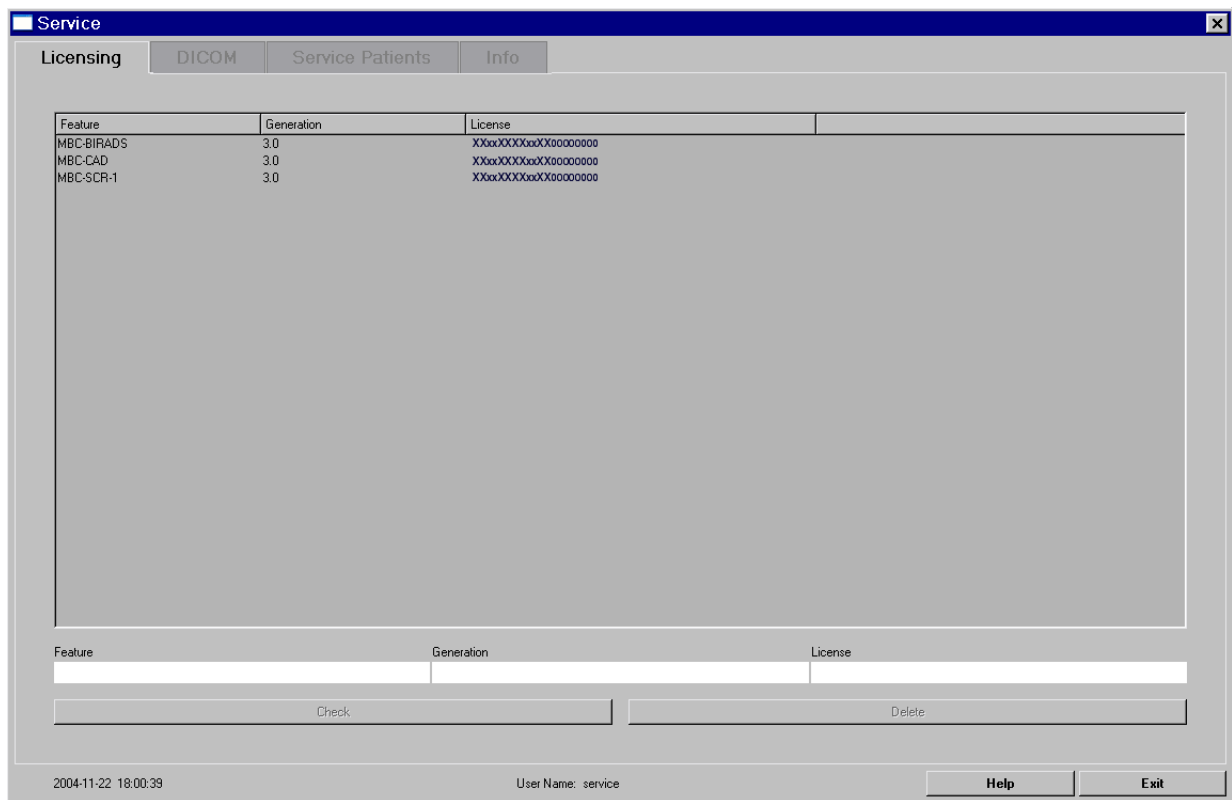 Service
Licensing DICOM Service Patients Info
Feature Generation License
MBC-BIRADS 3.0 XXxxXXXXxxXX00000000
MBC-CAD 3.0 XXxxXXXXxxXX00000000
MBC-SCR-1 3.0 XXxxXXXXxxXX00000000
Feature Generation License
Check Delete
2004-11-22 18:00:39 User Name: service Help Exit